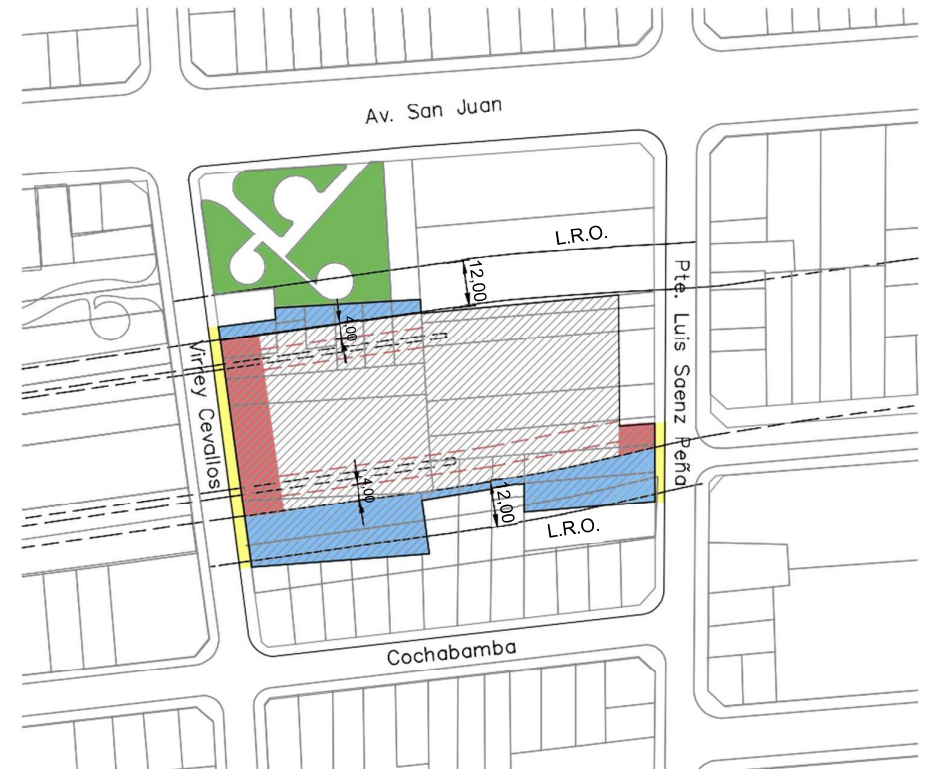 Av. San Juan
L.R.O.
12,00
Pte. Luis Saenz Peña
4,00
Virrey Cevallos
4,00
12,00
L.R.O.
Cochabamba